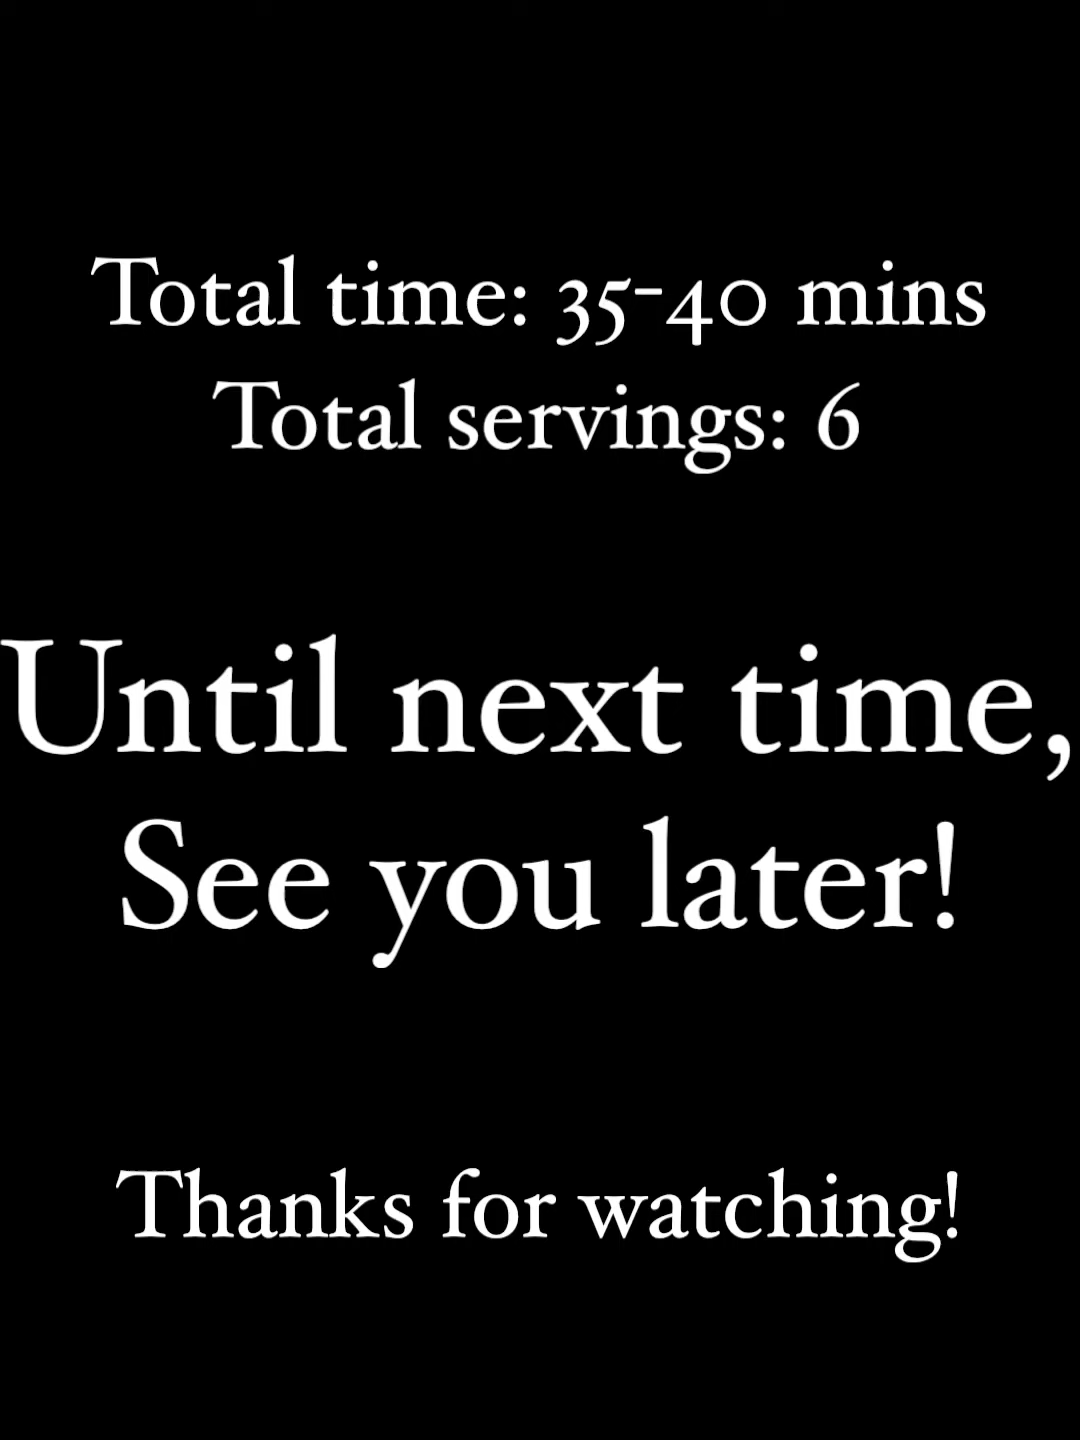 Total time: 35-40 mins
Total servings: 6
Until next time,
See you later!
Thanks for watching!